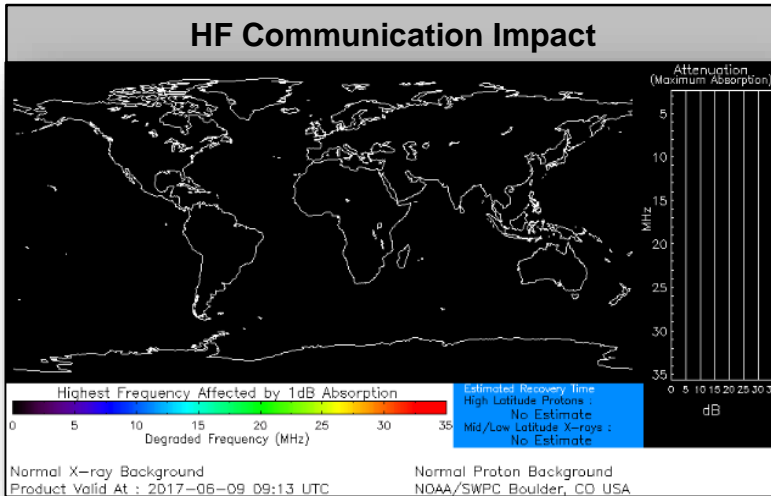 HF Communication Impact
Attenuation
(Maximum Absorption)
5
10
15
20
25
30
35
MHz
0 5 10 15 20 25 30
dB
Highest Frequency Affected by 1dB Absorption
0 5 10 15 20 25 30 35
Degraded Frequency (MHz)
Estimated Recovery Time
High Latitude Protons :
No Estimate
Mid/Low Latitude X-rays :
No Estimate
Normal X-ray Background
Normal Proton Background
Product Valid At : 2017-06-09 09:13 UTC
NOAA/SWPC Boulder, CO USA